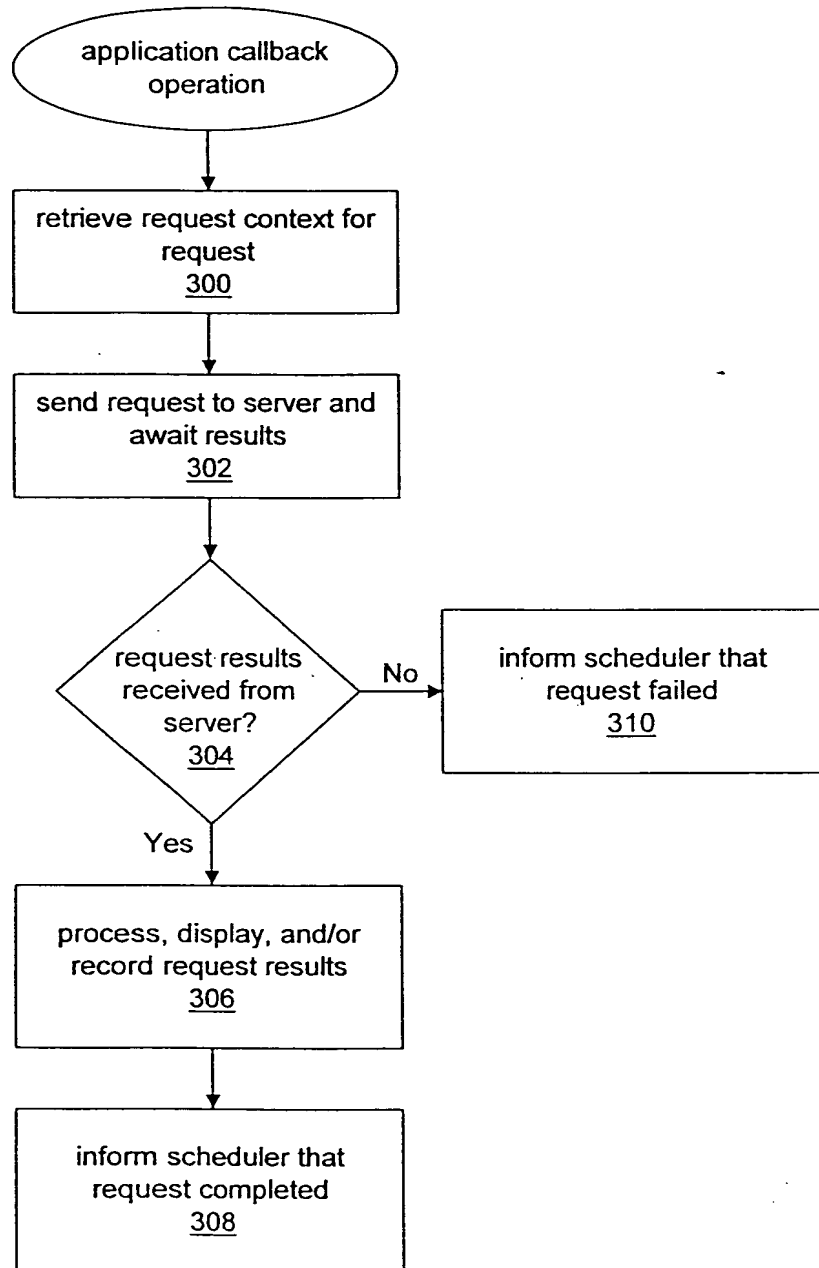 application callback
operation
retrieve request context for
request
300
send request to server and
await results
302
request results
received from
server?
304
No
inform scheduler that
request failed
310
Yes
process, display, and/or
record request results
306
inform scheduler that
request completed
308